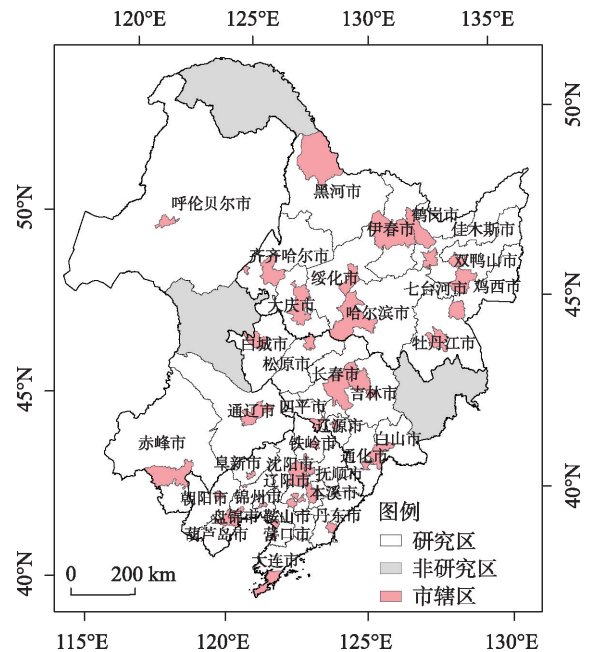 120°E 125°E 130°E 135°E
50°N
50°N
黑河市
呼伦贝尔市
鹤岗市
伊春市
佳木斯市
齐齐哈尔市
双鸭山市
绥化市
七台河市
鸡西市
45°N
大庆市
哈尔滨市
白城市
牡丹江市
松原市
长春市
45°N
吉林市
通辽市
四平市
辽源市
赤峰市
铁岭市
白山市
通化市
阜新市
沈阳市
抚顺市
辽阳市
40°N
朝阳市
锦州市
本溪市
盘锦市
鞍山市
丹东市
葫芦岛市
营口市
大连市
图例
研究区
非研究区
市辖区
40°N
0 200 km
115°E 120°E 125°E 130°E